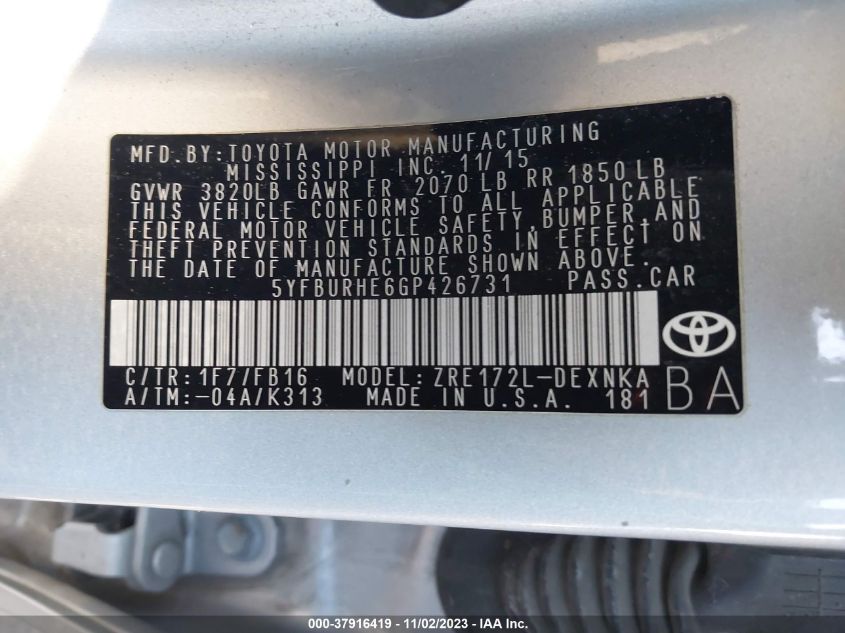 MFD.BY:TOYOTA MOTOR MANUFACTURING
MISSISSIPPI INC. 11/15
GVWR 3820LB GAWR FR 2070 LB RR 1850 LB
THIS VEHICLE CONFORMS TO ALL APPLICABLE
FEDERAL MOTOR VEHICLE SAFETY,BUMPER,AND
THEFT PREVENTION STANDARDS IN EFFECT ON
THE DATE OF MANUFACTURE SHOWN ABOVE.
5YFBURHE6GP426731 PASS.CAR
C/TR:1F7/FB16 MODEL:ZRE172L-DEXNKA
A/TM:-04A/K313 MADE IN U.S.A. 181 BA
000-37916419 - 11/02/2023 - IAA Inc.